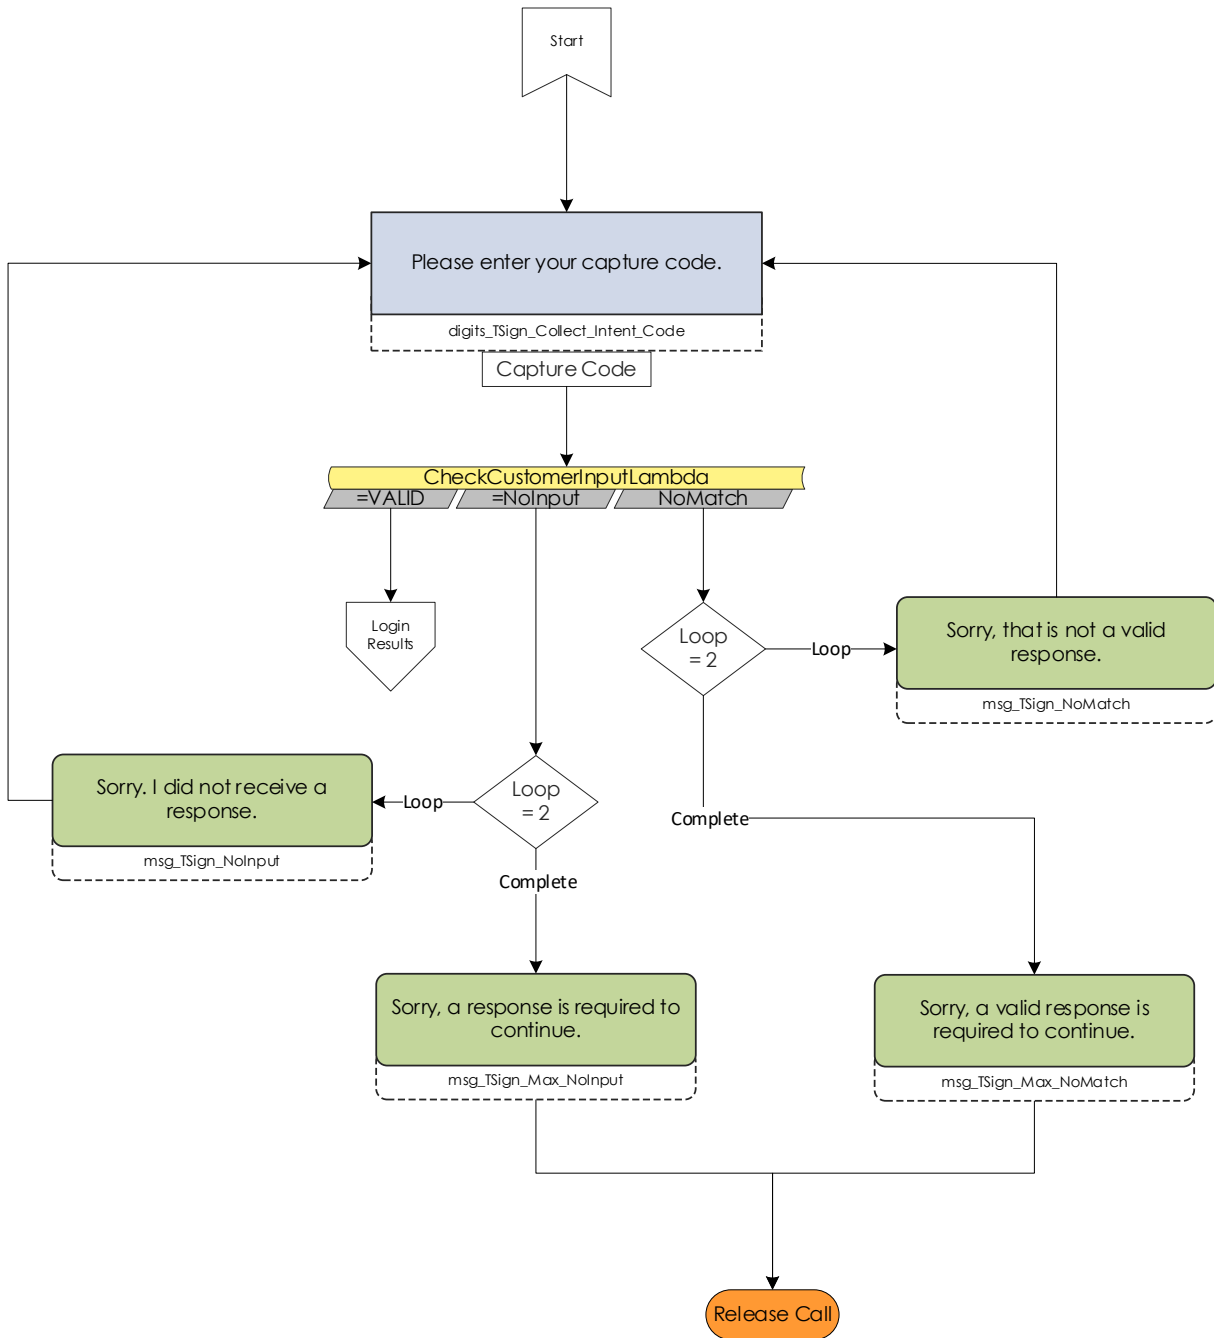 Start
Please enter your capture code.
digits_TSign_Collect_Intent_Code
Capture Code
CheckCustomerInputLambda
=VALID
=NoInput
NoMatch
Login
Results
Loop
= 2
Loop
Sorry, that is not a valid
response.
msg_TSign_NoMatch
Sorry. I did not receive a
response.
msg_TSign_NoInput
Loop
Loop
= 2
Complete
Complete
Sorry, a response is required to
continue.
msg_TSign_Max_NoInput
Sorry, a valid response is
required to continue.
msg_TSign_Max_NoMatch
Release Call